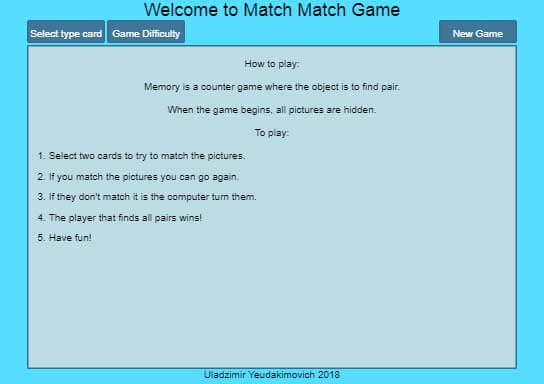 Welcome to Match Match Game
Select type card Game Difficulty New Game
How to play:
Memory is a counter game where the object is to find pair.
When the game begins, all pictures are hidden.
To play:
1. Select two cards to try to match the pictures.
2. If you match the pictures you can go again.
3. If they don't match it is the computer turn them.
4. The player that finds all pairs wins!
5. Have fun!
Uladzimir Yeudakimovich 2018